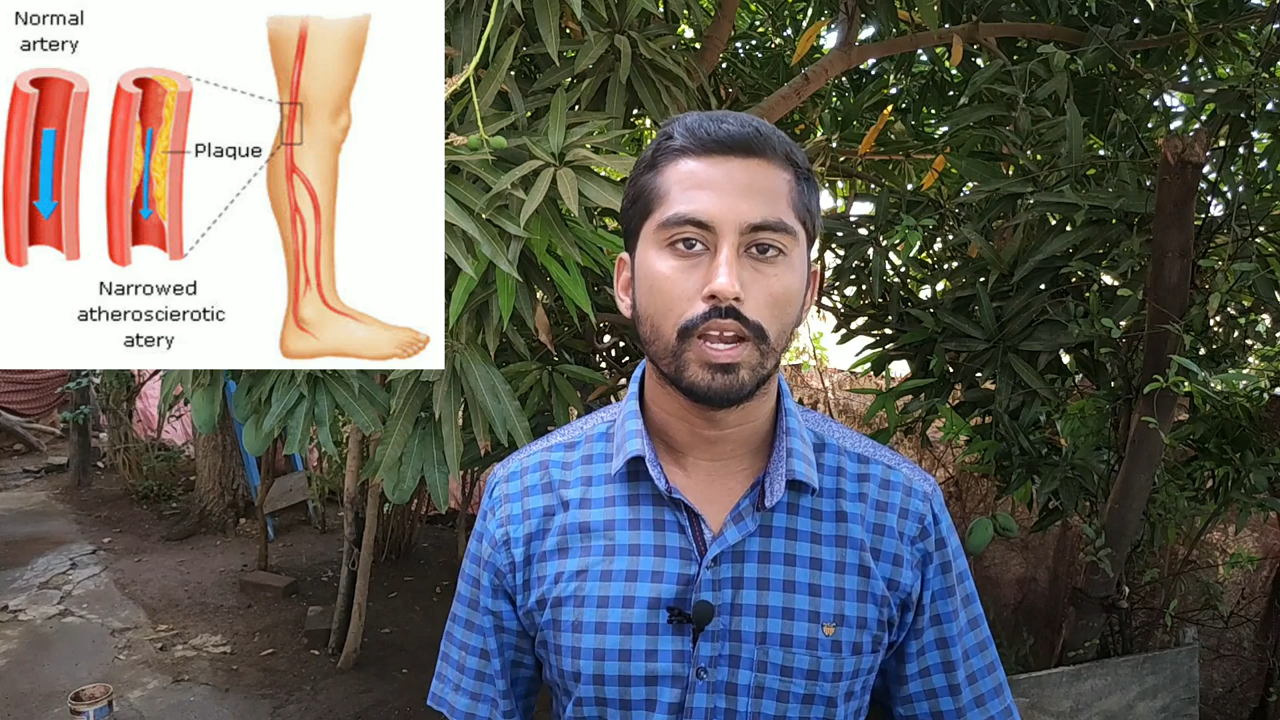 Normal
artery
Plaque
Narrowed
atheroscierotic
atery